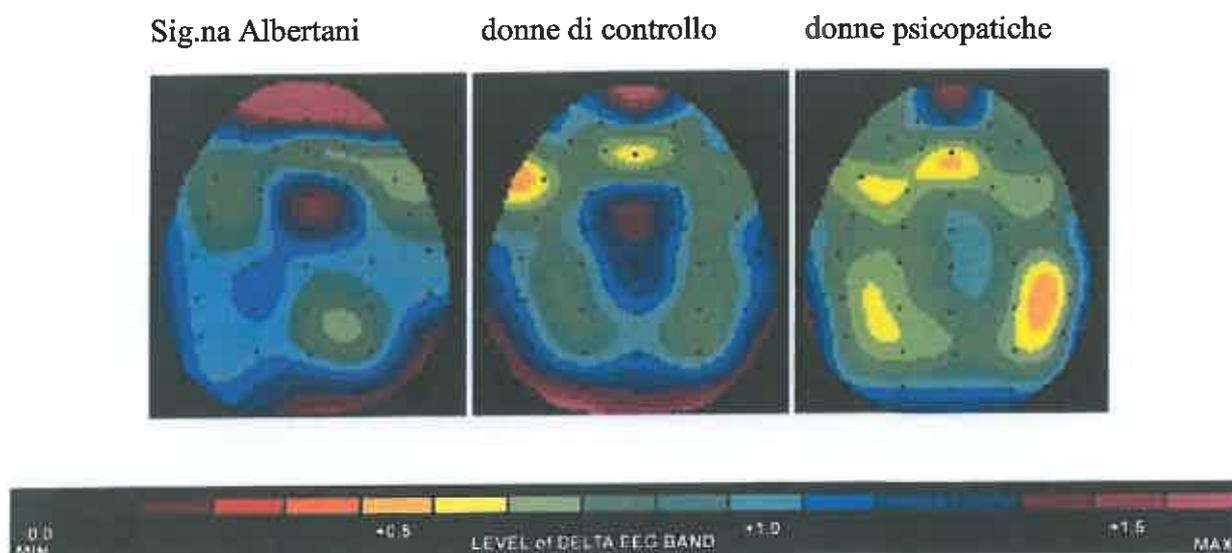 Sig.na Albertani donne di controllo donne psicopatiche
0.0 +0.5 +1.0 +1.5
MIN LEVEL of DELTA EEG BAND MAX